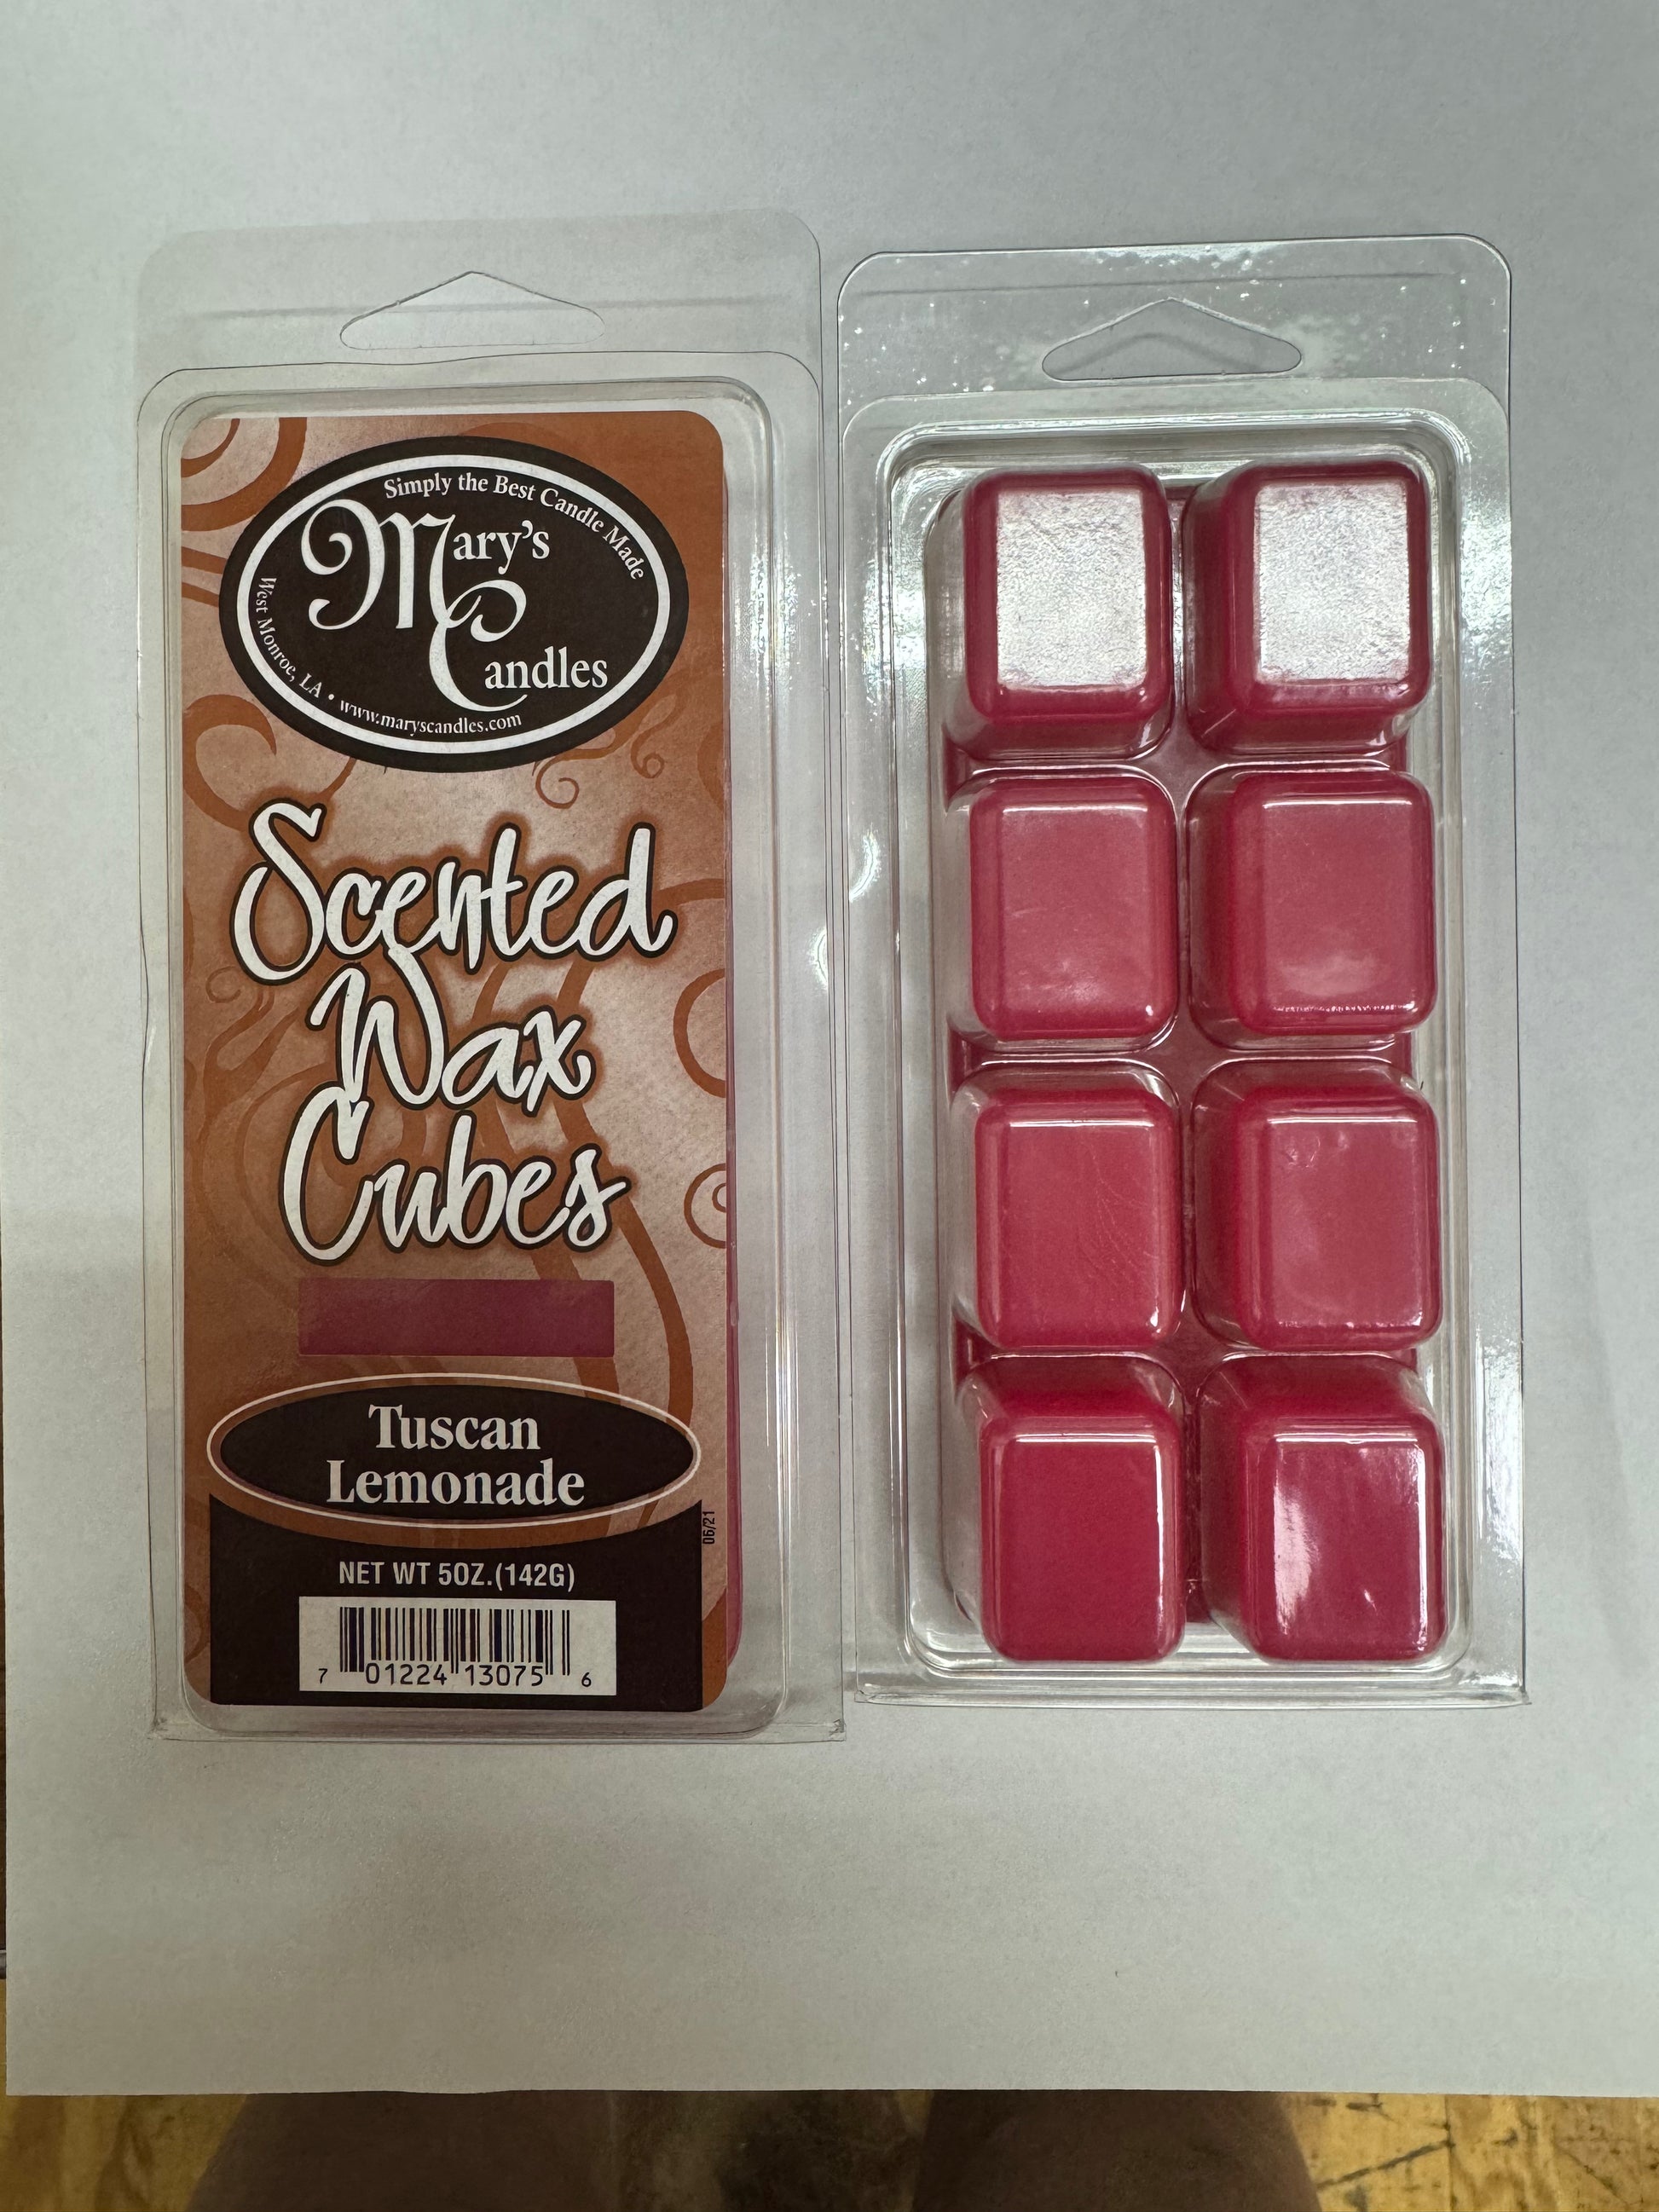 Simply the Best Candle Made
Mary's
Candles
West Monroe, LA • www.maryscandles.com
Scented
Wax
Cubes
Tuscan
Lemonade
06/21
NET WT 5OZ.(142G)
7 01224 13075 6